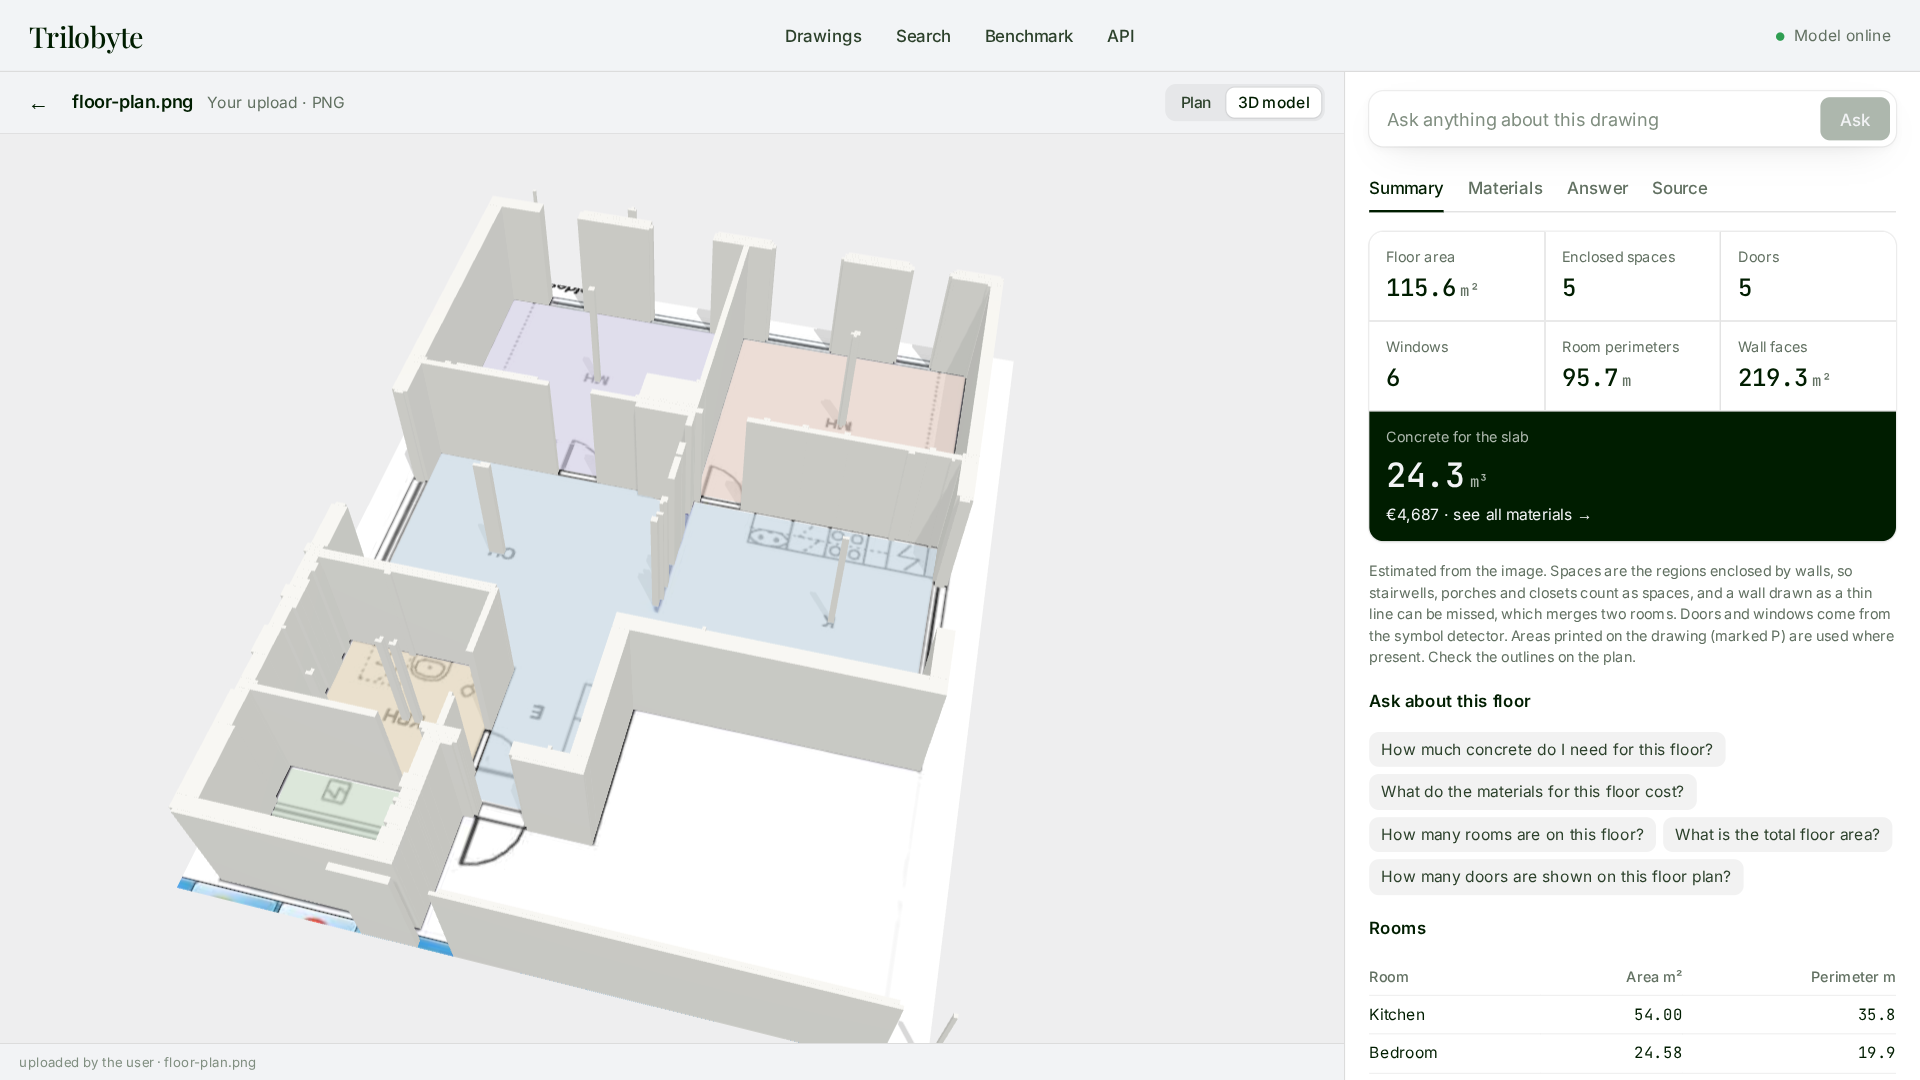 Trilobyte
Drawings Search Benchmark API
Model online
← floor-plan.png Your upload · PNG
Plan 3D model
Ask anything about this drawing Ask
Summary Materials Answer Source
Floor area Enclosed spaces Doors
115.6 m² 5 5
Windows Room perimeters Wall faces
6 95.7 m 219.3 m²
Concrete for the slab
24.3 m³
€4,687 · see all materials →
Estimated from the image. Spaces are the regions enclosed by walls, so
stairwells, porches and closets count as spaces, and a wall drawn as a thin
line can be missed, which merges two rooms. Doors and windows come from
the symbol detector. Areas printed on the drawing (marked P) are used where
present. Check the outlines on the plan.
Ask about this floor
How much concrete do I need for this floor?
What do the materials for this floor cost?
How many rooms are on this floor? What is the total floor area?
How many doors are shown on this floor plan?
Rooms
Room Area m² Perimeter m
Kitchen 54.00 35.8
Bedroom 24.58 19.9
MH
MH
K
E
uploaded by the user · floor-plan.png